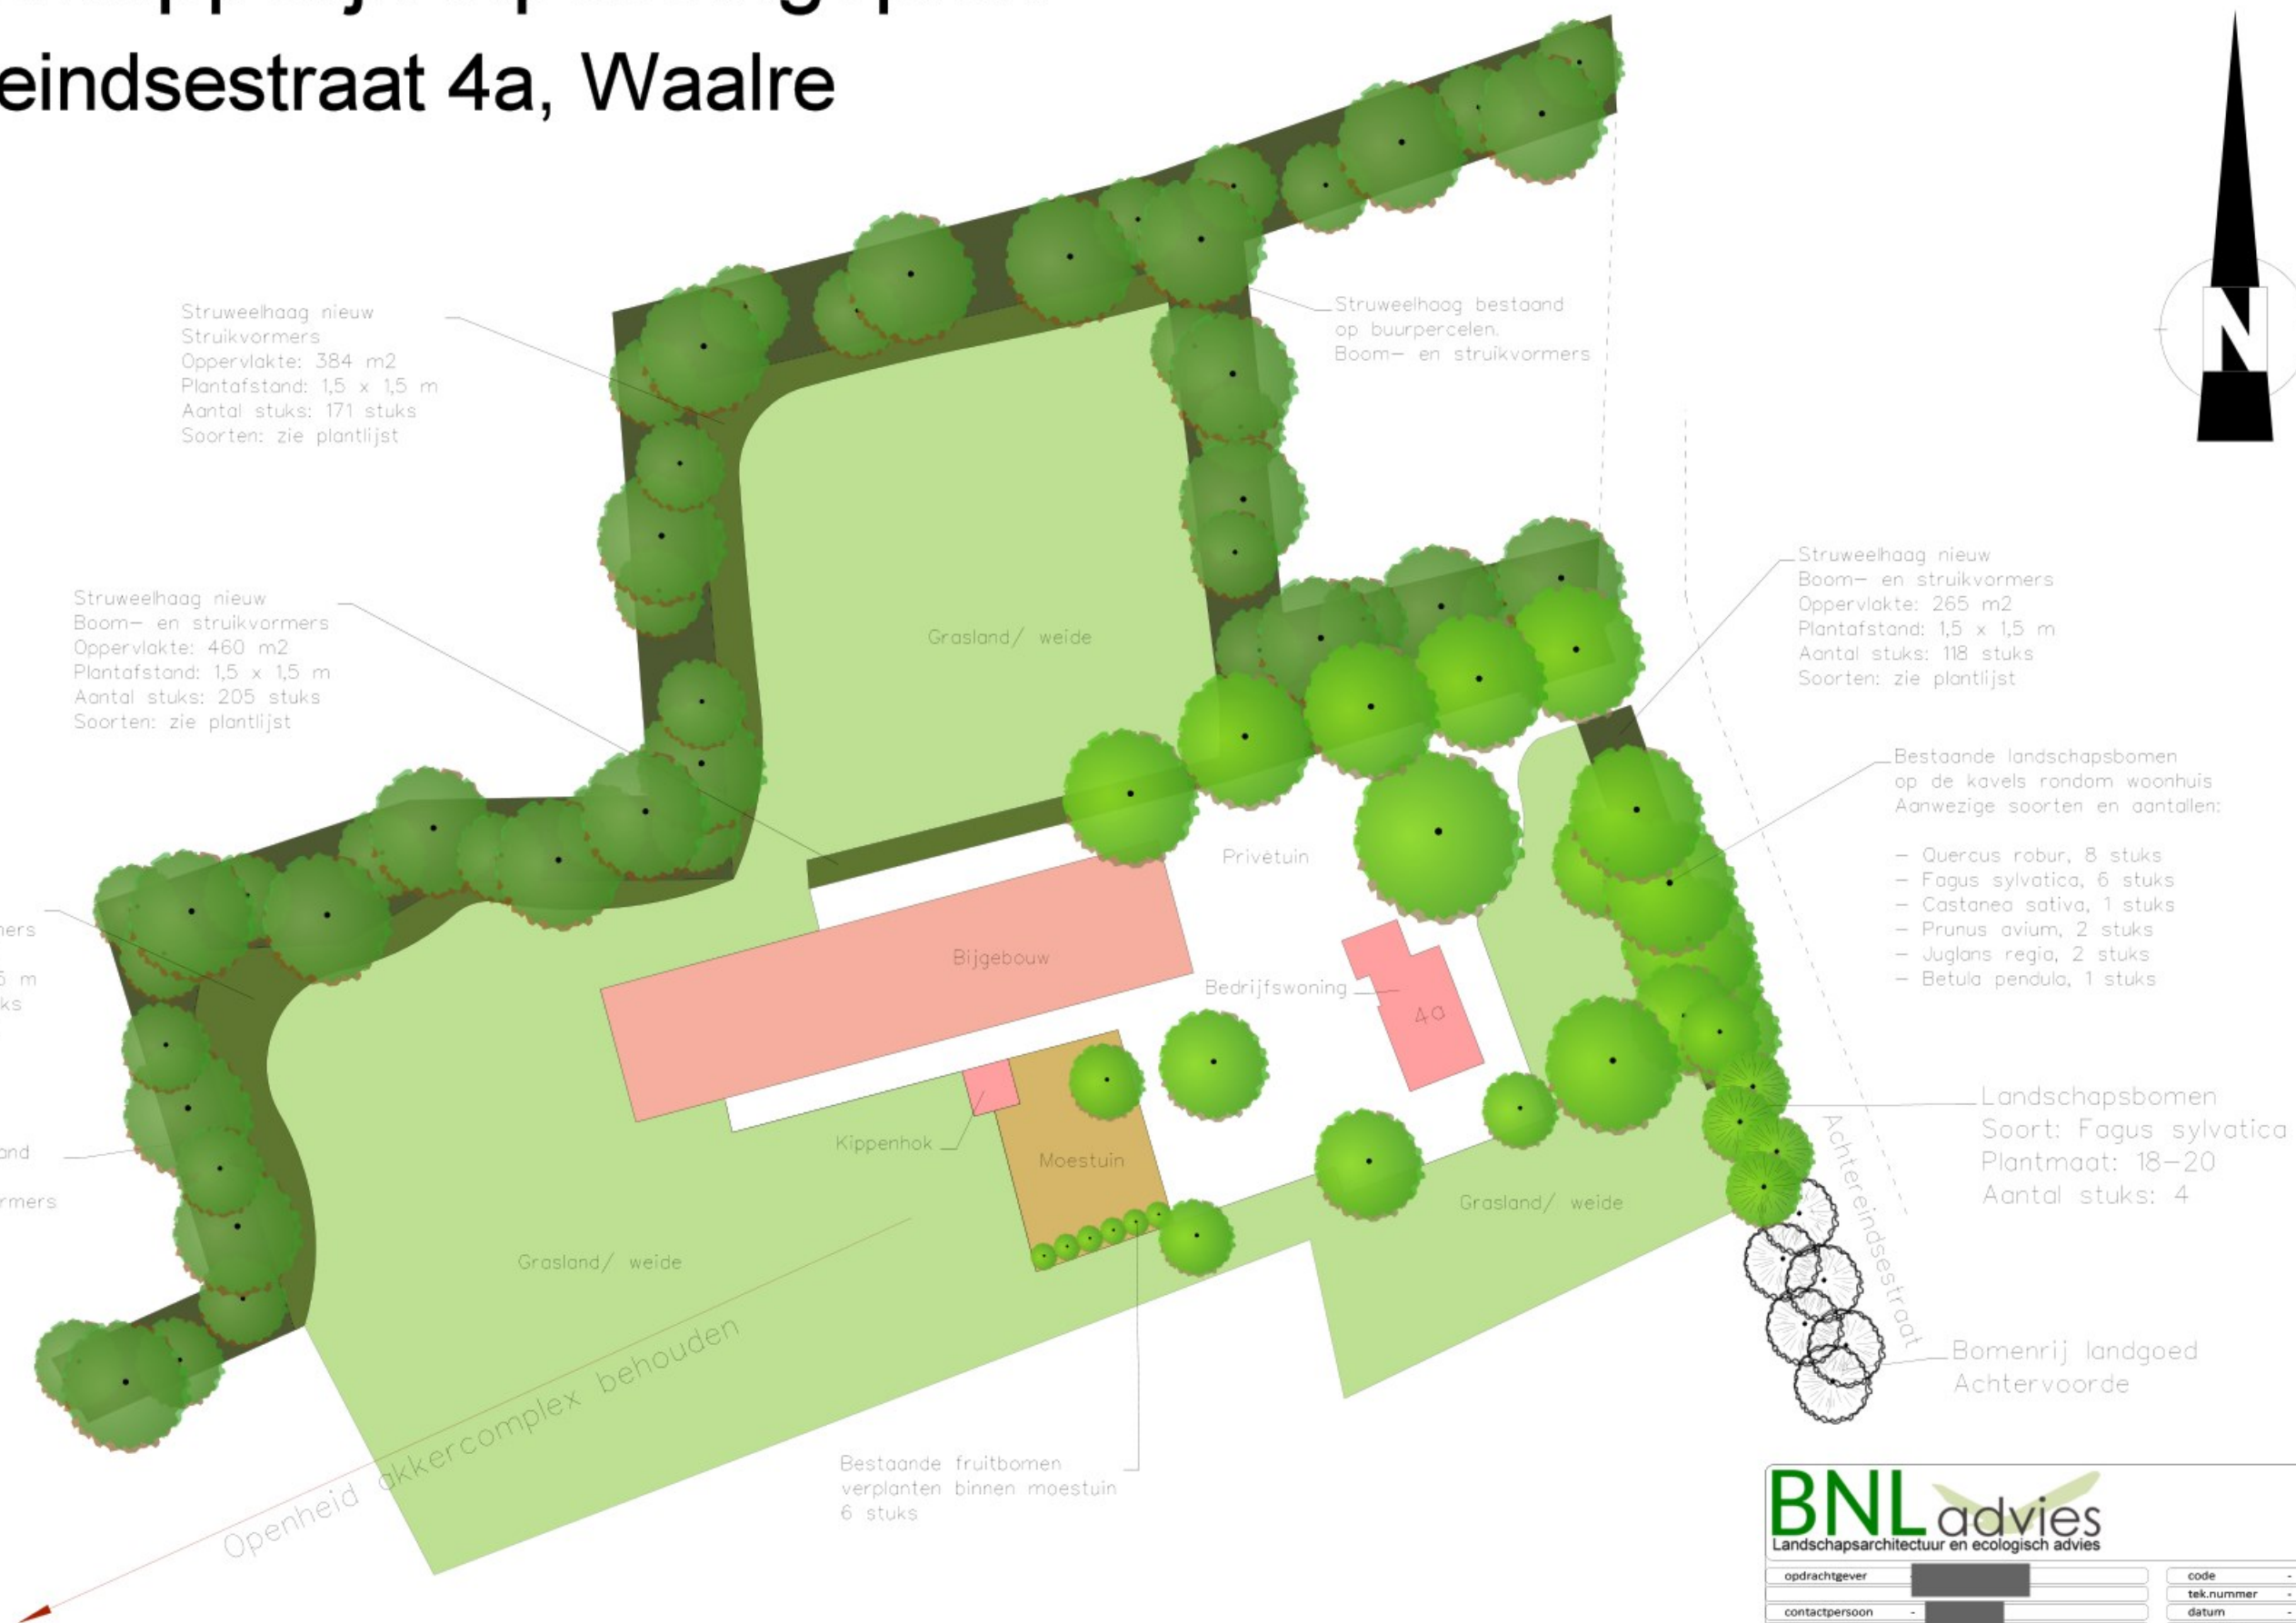 eindsestraat 4a, Waalre
N
Struweelhaag nieuw
Struikvormers
Oppervlakte: 384 m2
Plantafstand: 1,5 x 1,5 m
Aantal stuks: 171 stuks
Soorten: zie plantlijst
Struweelhaag bestaand
op buurpercelen.
Boom- en struikvormers
Struweelhaag nieuw
Boom- en struikvormers
Oppervlakte: 460 m2
Plantafstand: 1,5 x 1,5 m
Aantal stuks: 205 stuks
Soorten: zie plantlijst
Grasland/ weide
Struweelhaag nieuw
Boom- en struikvormers
Oppervlakte: 265 m2
Plantafstand: 1,5 x 1,5 m
Aantal stuks: 118 stuks
Soorten: zie plantlijst
Bestaande landschapsbomen
op de kavels rondom woonhuis
Aanwezige soorten en aantallen:
- Quercus robur, 8 stuks
- Fagus sylvatica, 6 stuks
- Castanea sativa, 1 stuks
- Prunus avium, 2 stuks
- Juglans regia, 2 stuks
- Betula pendula, 1 stuks
Privétuin
Bijgebouw
Bedrijfswoning
4a
Kippenhok
Moestuin
Grasland/ weide
Grasland/ weide
Landschapsbomen
Soort: Fagus sylvatica
Plantmaat: 18-20
Aantal stuks: 4
Achtereindsestraat
Bomenrij landgoed
Achtervoorde
Openheid akkercomplex behouden
Bestaande fruitbomen
verplanten binnen moestuin
6 stuks
BNL advies
Landschapsarchitectuur en ecologisch advies
opdrachtgever
code -
tek.nummer -
contactpersoon -
datum -